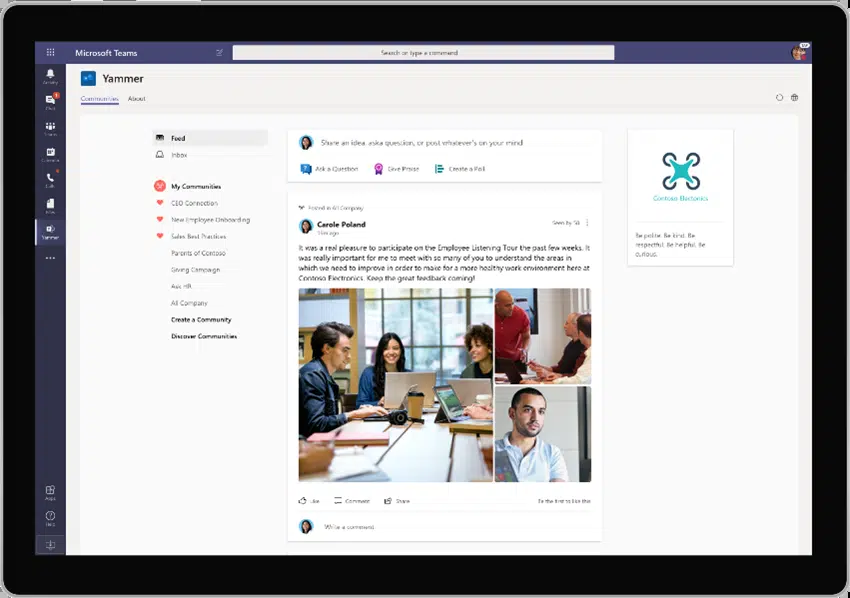 Microsoft Teams
Search or type a command
Activity
Chat
Teams
Calendar
Calls
Files
Yammer
Apps
Help
Yammer
Communities
About
Feed
Inbox
My Communities
CEO Connection
New Employee Onboarding
Sales Best Practices
Parents of Contoso
Giving Campaign
Ask HR
All Company
Create a Community
Discover Communities
Share an idea, ask a question, or post whatever's on your mind
Ask a Question
Give Praise
Create a Poll
Posted in All Company
Carole Poland
Seen by 56
It was a real pleasure to participate on the Employee Listening Tour the past few weeks. It
was really important for me to meet with so many of you to understand the areas in
which we need to improve in order to make for a more healthy work environment here at
Contoso Electronics. Keep the great feedback coming!
Like
Comment
Share
Be the first to like this
Write a comment
Contoso Electronics
Be polite. Be kind. Be
respectful. Be helpful. Be
curious.